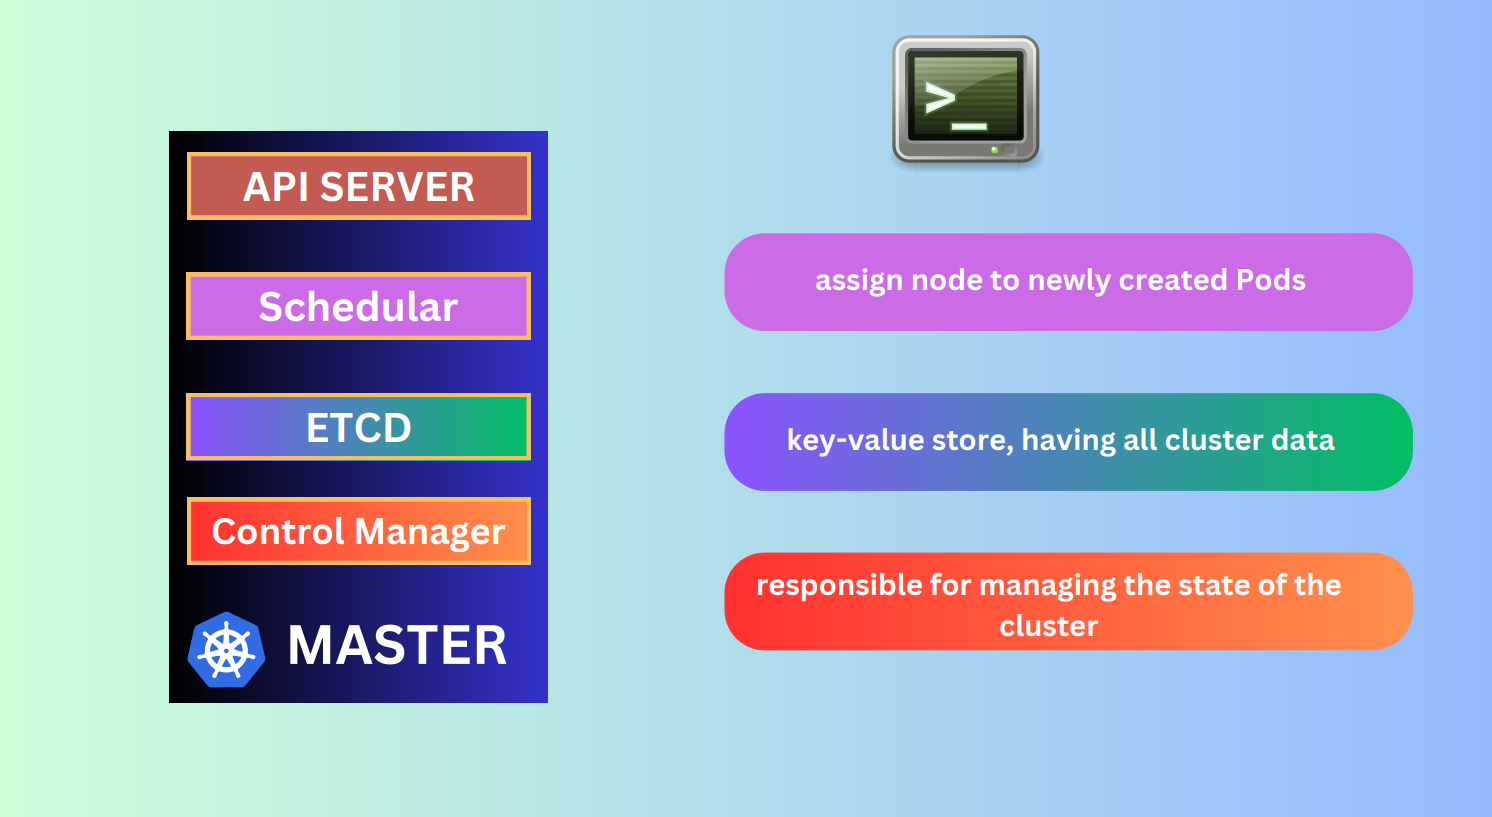 API SERVER
Schedular
ETCD
Control Manager
MASTER
>_
assign node to newly created Pods
key-value store, having all cluster data
responsible for managing the state of the
cluster